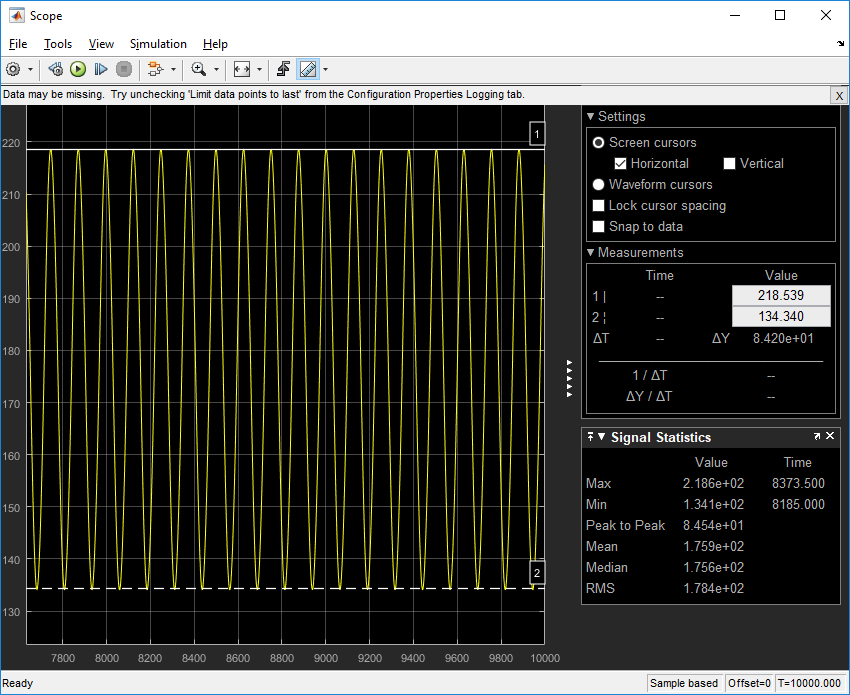 Scope
File Tools View Simulation Help
Data may be missing. Try unchecking 'Limit data points to last' from the Configuration Properties Logging tab. X
220
210
200
190
180
170
160
150
140
130
1
2
7800 8000 8200 8400 8600 8800 9000 9200 9400 9600 9800 10000
Settings
Screen cursors
Horizontal Vertical
Waveform cursors
Lock cursor spacing
Snap to data
Measurements
Time Value
1 | -- 218.539
2 ¦ -- 134.340
ΔT -- ΔY 8.420e+01
1 / ΔT --
ΔY / ΔT --
Signal Statistics
Value Time
Max 2.186e+02 8373.500
Min 1.341e+02 8185.000
Peak to Peak 8.454e+01
Mean 1.759e+02
Median 1.756e+02
RMS 1.784e+02
Ready Sample based Offset=0 T=10000.000